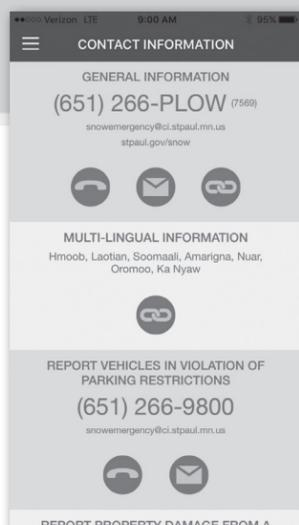 Verizon LTE 9:00 AM 95%
CONTACT INFORMATION
GENERAL INFORMATION
(651) 266-PLOW (7569)
snowemergency@ci.stpaul.mn.us
stpaul.gov/snow
MULTI-LINGUAL INFORMATION
Hmoob, Laotian, Soomaali, Amarigna, Nuar,
Oromoo, Ka Nyaw
REPORT VEHICLES IN VIOLATION OF
PARKING RESTRICTIONS
(651) 266-9800
snowemergency@ci.stpaul.mn.us
REPORT PROPERTY DAMAGE FROM A